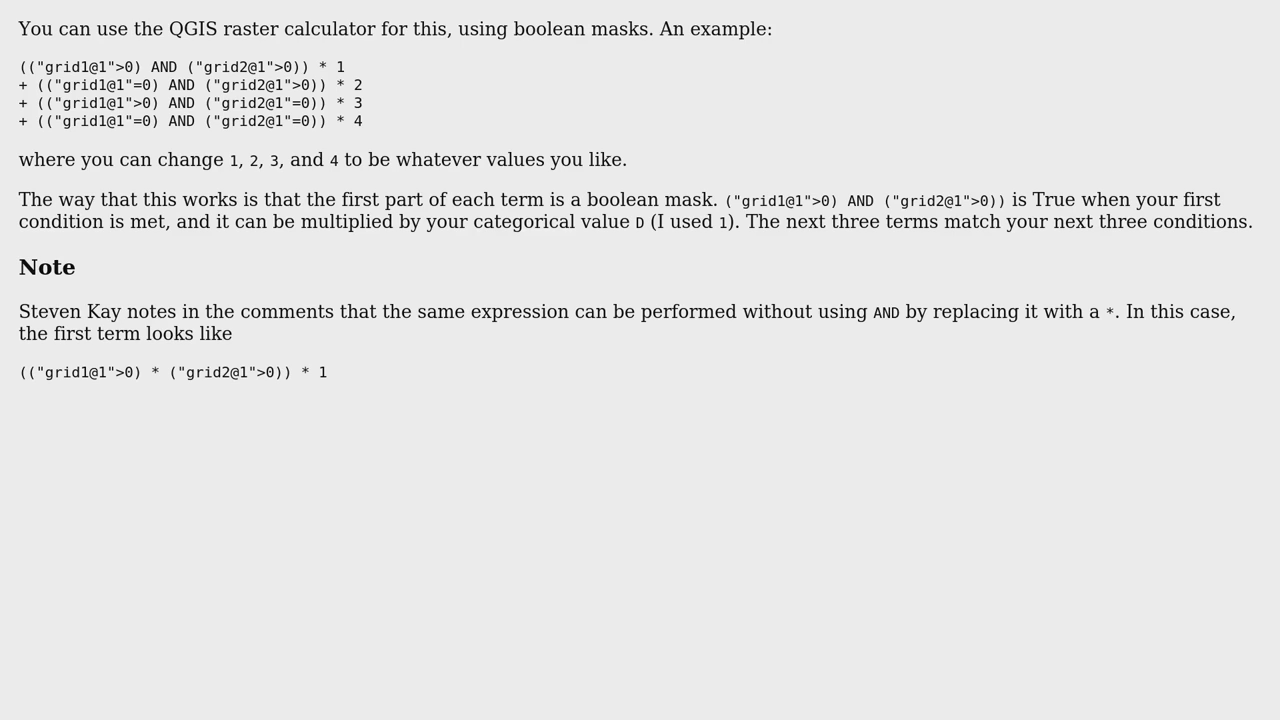 You can use the QGIS raster calculator for this, using boolean masks. An example:
(("grid1@1">0) AND ("grid2@1">0)) * 1
+ (("grid1@1"=0) AND ("grid2@1">0)) * 2
+ (("grid1@1">0) AND ("grid2@1"=0)) * 3
+ (("grid1@1"=0) AND ("grid2@1"=0)) * 4
where you can change 1, 2, 3, and 4 to be whatever values you like.
The way that this works is that the first part of each term is a boolean mask. ("grid1@1">0) AND ("grid2@1">0)) is True when your first
condition is met, and it can be multiplied by your categorical value D (I used 1). The next three terms match your next three conditions.
Note
Steven Kay notes in the comments that the same expression can be performed without using AND by replacing it with a *. In this case,
the first term looks like
(("grid1@1">0) * ("grid2@1">0)) * 1